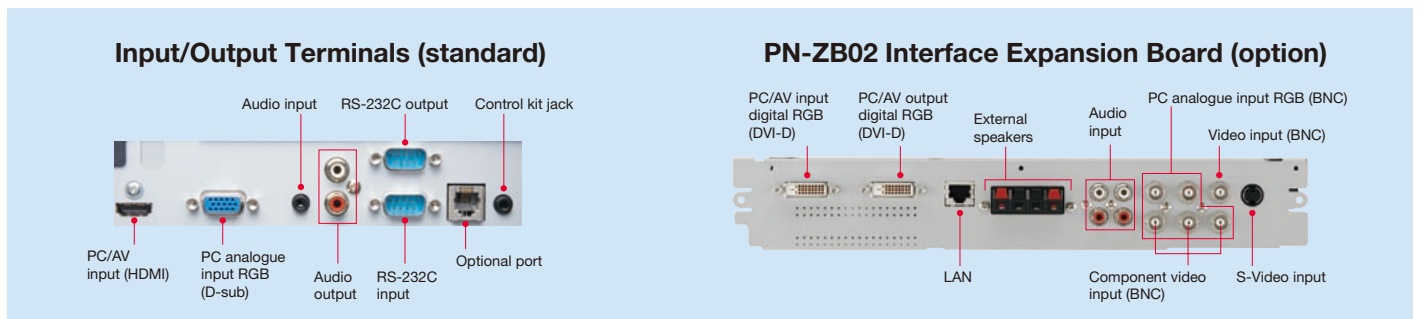 Input/Output Terminals (standard)
Audio input
RS-232C output
Control kit jack
PC/AV
input (HDMI)
PC analogue
input RGB
(D-sub)
Audio
output
RS-232C
input
Optional port
PN-ZB02 Interface Expansion Board (option)
PC/AV input
digital RGB
(DVI-D)
PC/AV output
digital RGB
(DVI-D)
External
speakers
Audio
input
PC analogue input RGB (BNC)
Video input (BNC)
LAN
Component video
input (BNC)
S-Video input